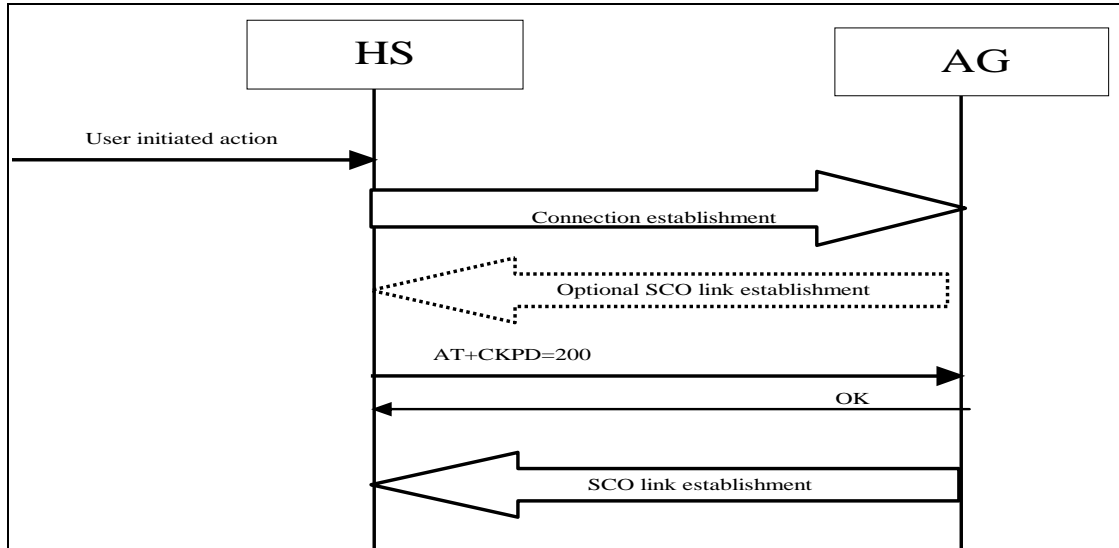 HS
AG
User initiated action
Connection establishment
Optional SCO link establishment
AT+CKPD=200
OK
SCO link establishment